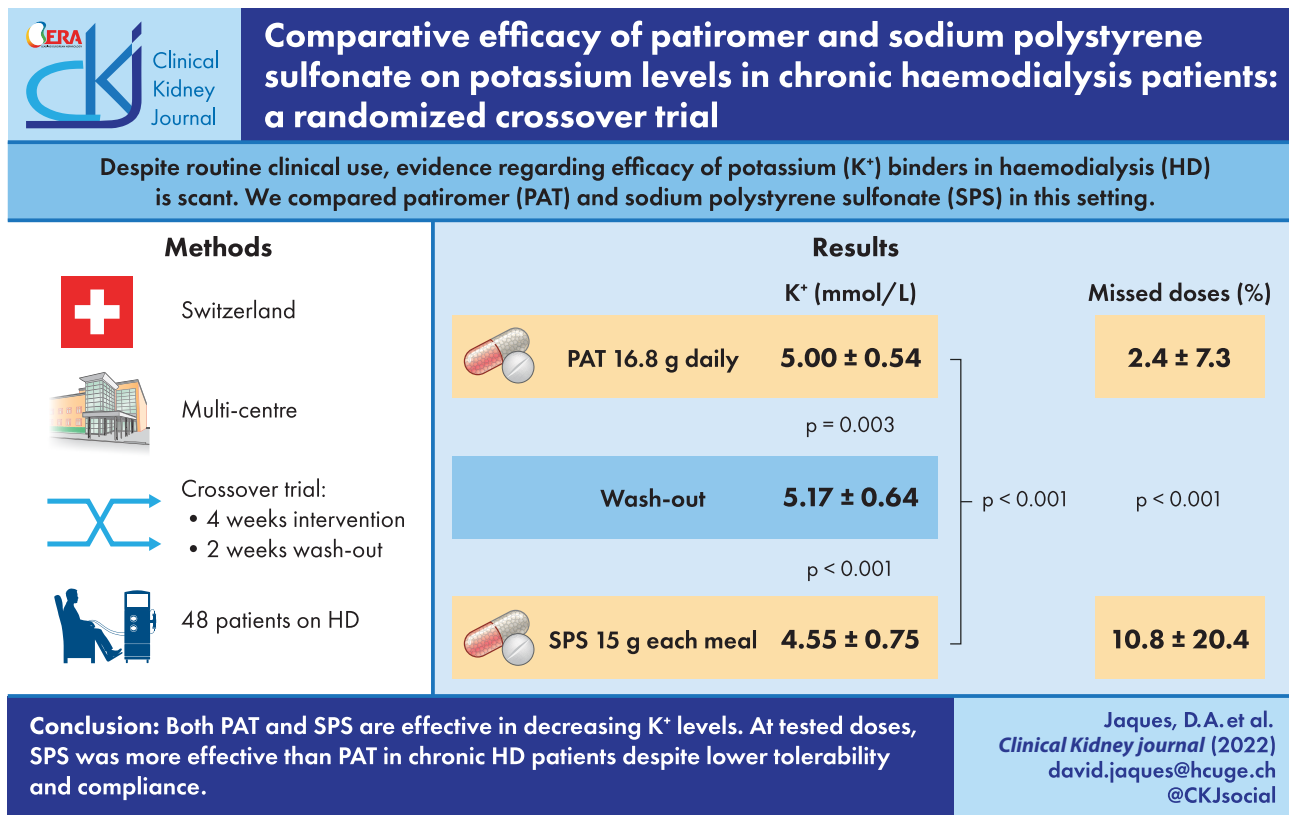 ERA
CKJ
Clinical
Kidney
Journal
Comparative efficacy of patiromer and sodium polystyrene
sulfonate on potassium levels in chronic haemodialysis patients:
a randomized crossover trial
Despite routine clinical use, evidence regarding efficacy of potassium (K⁺) binders in haemodialysis (HD)
is scant. We compared patiromer (PAT) and sodium polystyrene sulfonate (SPS) in this setting.
Methods
Switzerland
Multi-centre
Crossover trial:
• 4 weeks intervention
• 2 weeks wash-out
48 patients on HD
Results
K⁺ (mmol/L)
Missed doses (%)
PAT 16.8 g daily
5.00 ± 0.54
2.4 ± 7.3
p = 0.003
Wash-out
5.17 ± 0.64
p < 0.001
p < 0.001
p < 0.001
SPS 15 g each meal
4.55 ± 0.75
10.8 ± 20.4
Conclusion: Both PAT and SPS are effective in decreasing K⁺ levels. At tested doses,
SPS was more effective than PAT in chronic HD patients despite lower tolerability
and compliance.
Jaques, D.A. et al.
Clinical Kidney journal (2022)
david.jaques@hcuge.ch
@CKJsocial